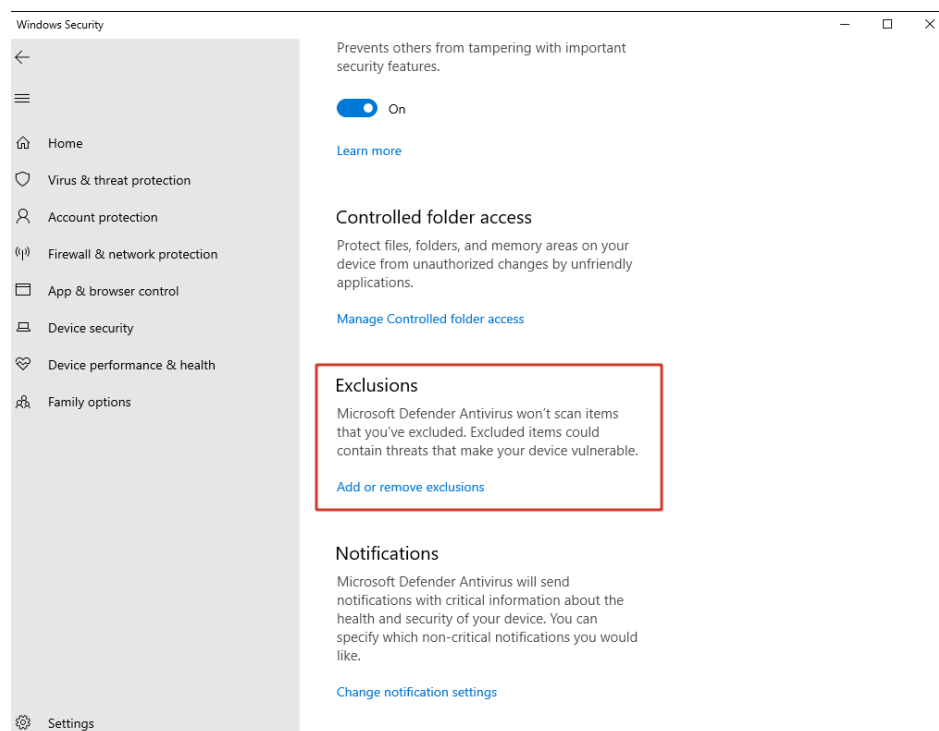 Windows Security
Home
Virus & threat protection
Account protection
Firewall & network protection
App & browser control
Device security
Device performance & health
Family options
Settings
Prevents others from tampering with important
security features.
On
Learn more
Controlled folder access
Protect files, folders, and memory areas on your
device from unauthorized changes by unfriendly
applications.
Manage Controlled folder access
Exclusions
Microsoft Defender Antivirus won't scan items
that you've excluded. Excluded items could
contain threats that make your device vulnerable.
Add or remove exclusions
Notifications
Microsoft Defender Antivirus will send
notifications with critical information about the
health and security of your device. You can
specify which non-critical notifications you would
like.
Change notification settings